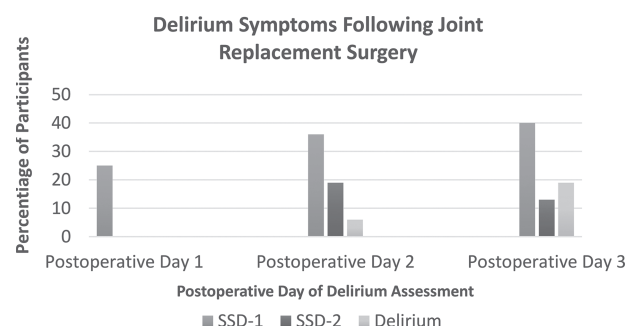 Delirium Symptoms Following Joint
Replacement Surgery
Percentage of Participants
50
40
30
20
10
0
Postoperative Day 1 Postoperative Day 2 Postoperative Day 3
Postoperative Day of Delirium Assessment
SSD-1 SSD-2 Delirium